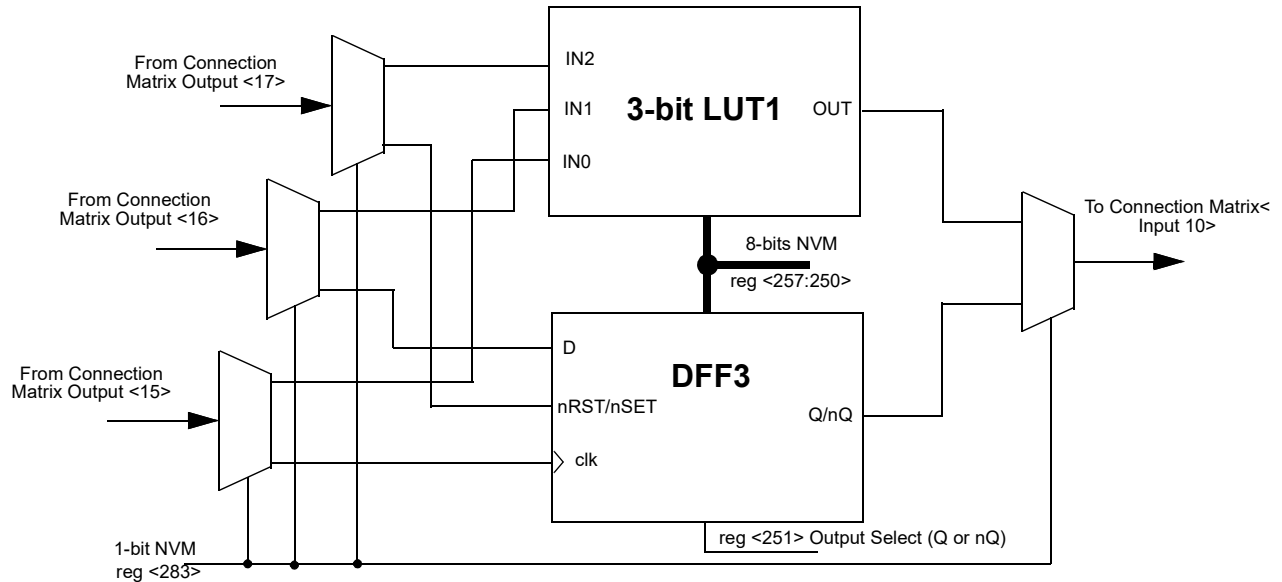 From Connection
Matrix Output <17>
IN2
IN1
IN0
3-bit LUT1
OUT
From Connection
Matrix Output <16>
To Connection Matrix<
Input 10>
8-bits NVM
reg <257:250>
From Connection
Matrix Output <15>
D
nRST/nSET
clk
DFF3
Q/nQ
reg <251> Output Select (Q or nQ)
1-bit NVM
reg <283>